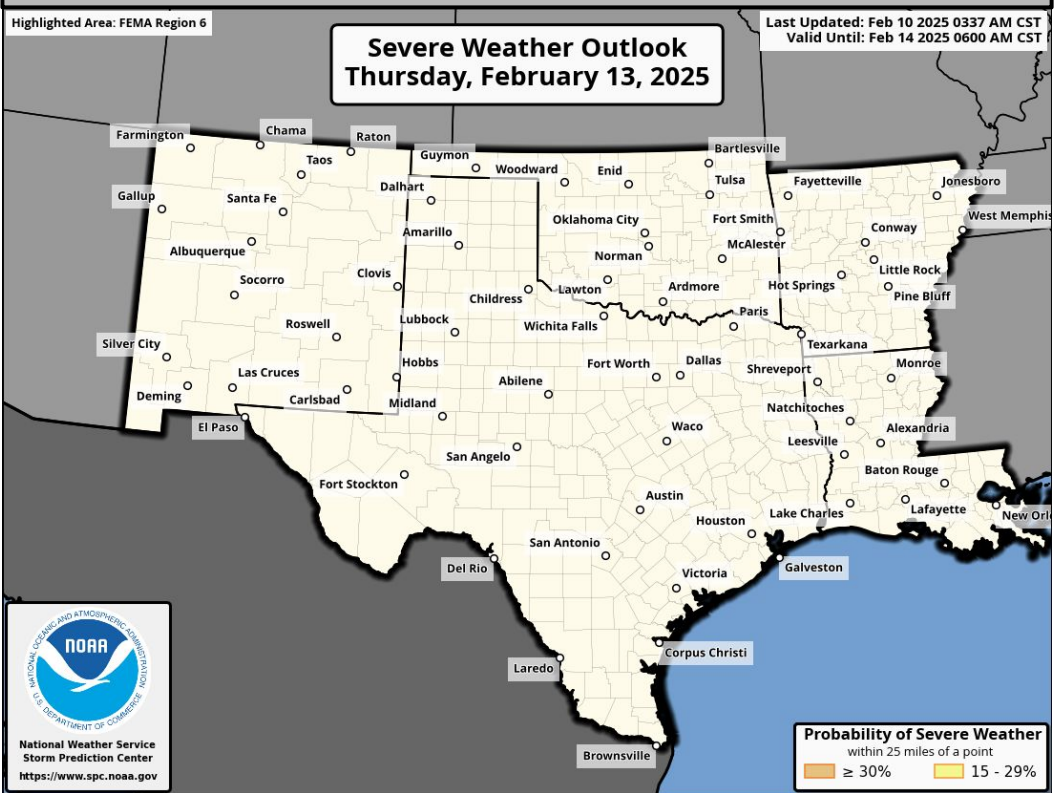 Highlighted Area: FEMA Region 6
Last Updated: Feb 10 2025 0337 AM CST
Valid Until: Feb 14 2025 0600 AM CST
Severe Weather Outlook
Thursday, February 13, 2025
Farmington
Chama
Raton
Taos
Guymon
Woodward
Enid
Bartlesville
Tulsa
Fayetteville
Jonesboro
Gallup
Santa Fe
Dalhart
Oklahoma City
Fort Smith
West Memphis
Albuquerque
Amarillo
Norman
McAlester
Conway
Socorro
Clovis
Childress
Lawton
Ardmore
Hot Springs
Little Rock
Pine Bluff
Roswell
Lubbock
Wichita Falls
Paris
Texarkana
Silver City
Las Cruces
Hobbs
Fort Worth
Dallas
Shreveport
Monroe
Deming
Carlsbad
Midland
Abilene
Natchitoches
El Paso
San Angelo
Waco
Leesville
Alexandria
Fort Stockton
Austin
Baton Rouge
Houston
Lake Charles
Lafayette
New Orl
Del Rio
San Antonio
Victoria
Galveston
Laredo
Corpus Christi
Brownsville
NATIONAL OCEANIC AND ATMOSPHERIC ADMINISTRATION
NOAA
U.S. DEPARTMENT OF COMMERCE
National Weather Service
Storm Prediction Center
https://www.spc.noaa.gov
Probability of Severe Weather
within 25 miles of a point
≥ 30%
15 - 29%